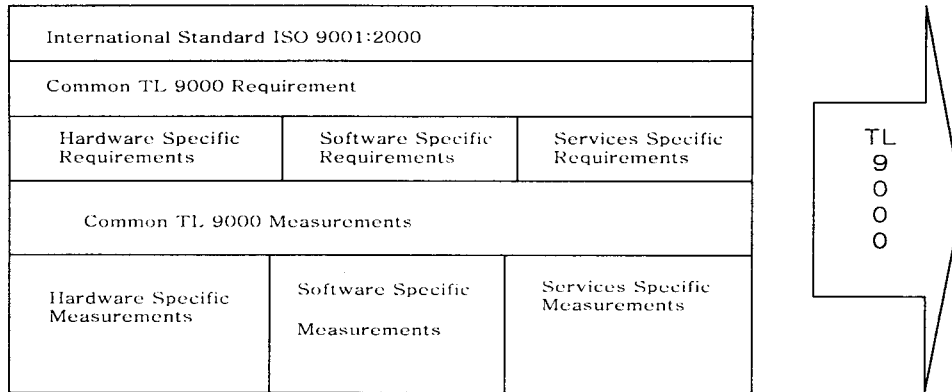 International Standard ISO 9001:2000
Common TL 9000 Requirement
Hardware Specific
Requirements
Software Specific
Requirements
Services Specific
Requirements
Common TL 9000 Measurements
Hardware Specific
Measurements
Software Specific
Measurements
Services Specific
Measurements
TL
9
0
0
0